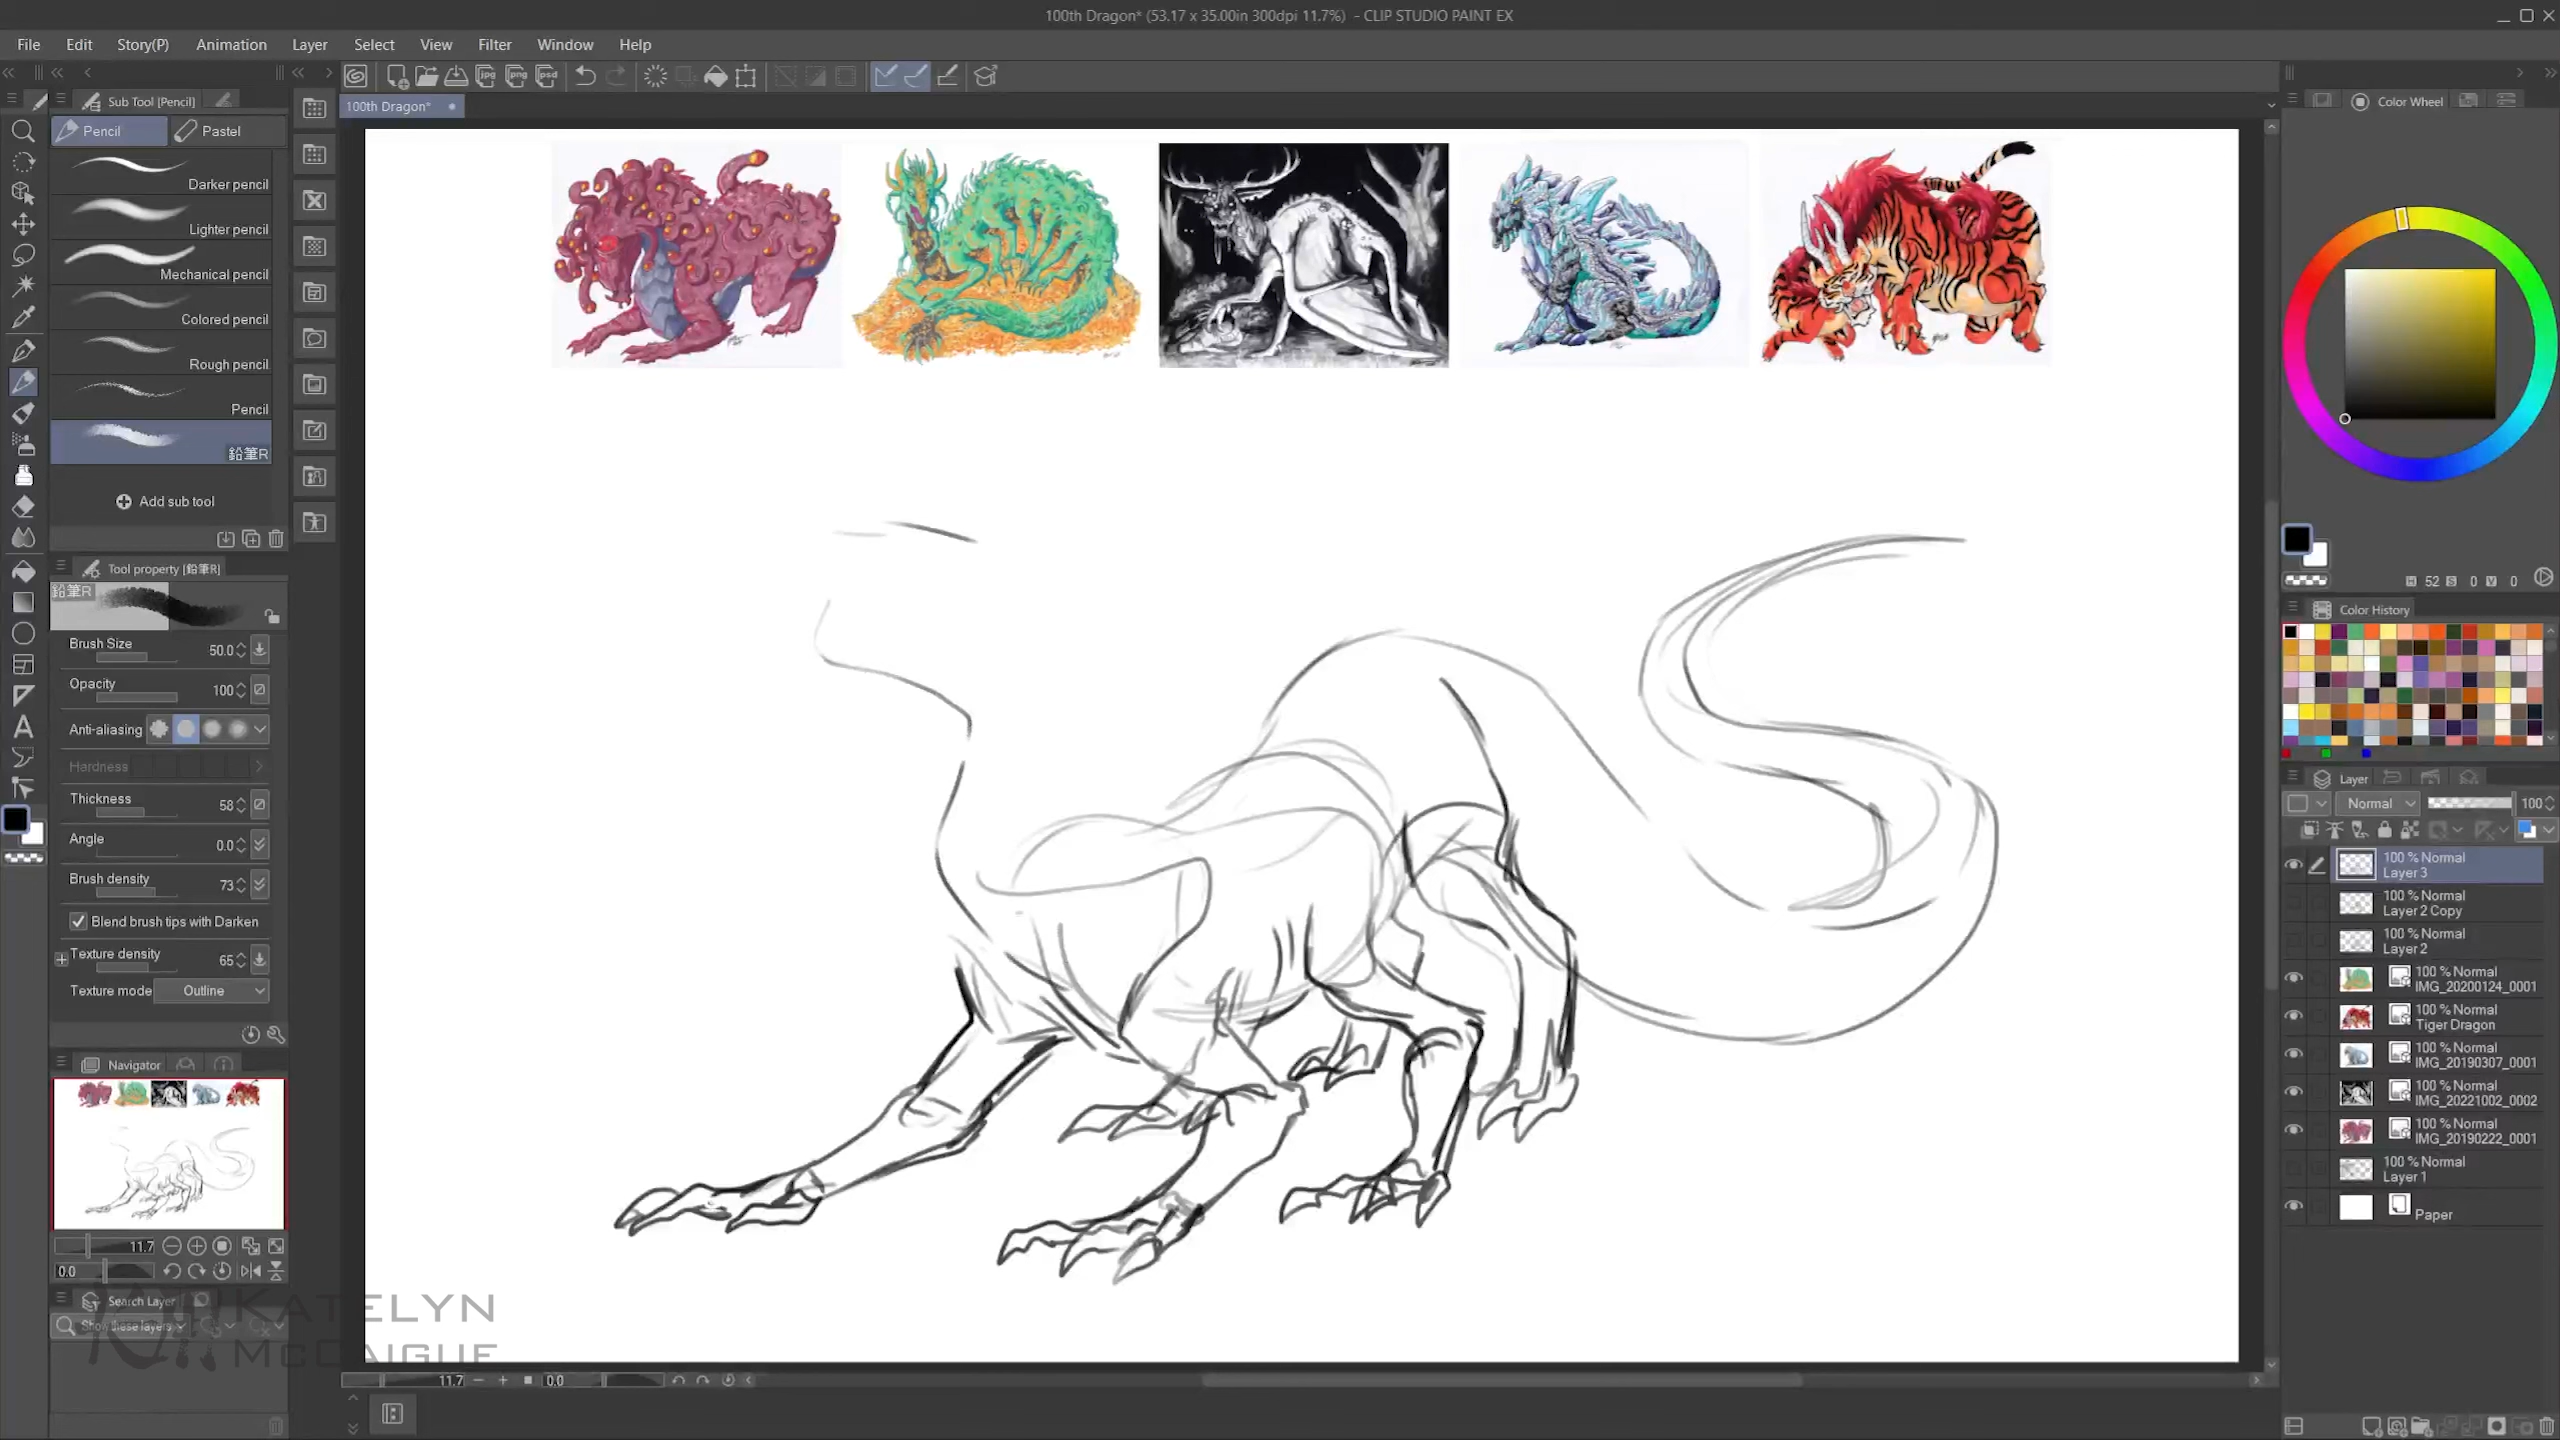 100th Dragon* (53.17 x 35.00in 300dpi 11.7%) - CLIP STUDIO PAINT EX
File Edit Story(P) Animation Layer Select View Filter Window Help
Sub Tool [Pencil]
Color Wheel
100th Dragon*
Pencil Pastel
Darker pencil
Lighter pencil
Mechanical pencil
Colored pencil
Rough pencil
Pencil
鉛筆R
Add sub tool
Tool property [鉛筆R]
鉛筆R
Brush Size 50.0
Opacity 100
Anti-aliasing
Hardness
Thickness 58
Angle 0.0
Brush density 73
Blend brush tips with Darken
Texture density 65
Texture mode Outline
Navigator
11.7
0.0
Search Layer
Show these layers
KATELYN
McCAIGUE
11.7 0.0
H 52 S 0 V 0
Color History
Layer
Normal 100
100 % Normal
Layer 3
100 % Normal
Layer 2 Copy
100 % Normal
Layer 2
100 % Normal
IMG_20200124_0001
100 % Normal
Tiger Dragon
100 % Normal
IMG_20190307_0001
100 % Normal
IMG_20221002_0002
100 % Normal
IMG_20190222_0001
100 % Normal
Layer 1
Paper